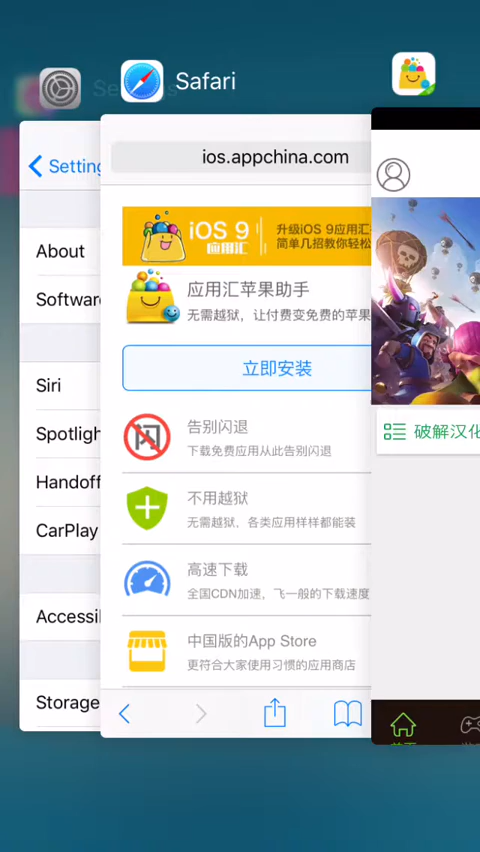 Safari
Setting
About
Software
Siri
Spotligh
Handoff
CarPlay
Accessil
Storage
ios.appchina.com
iOS 9
应用汇
升级iOS 9应用汇
简单几招教你轻松
应用汇苹果助手
无需越狱，让付费变免费的苹果
立即安装
闪
告别闪退
下载免费应用从此告别闪退
不用越狱
无需越狱、各类应用样样都能装
高速下载
全国CDN加速，飞一般的下载速度
中国版的App Store
更符合大家使用习惯的应用商店
破解汉化